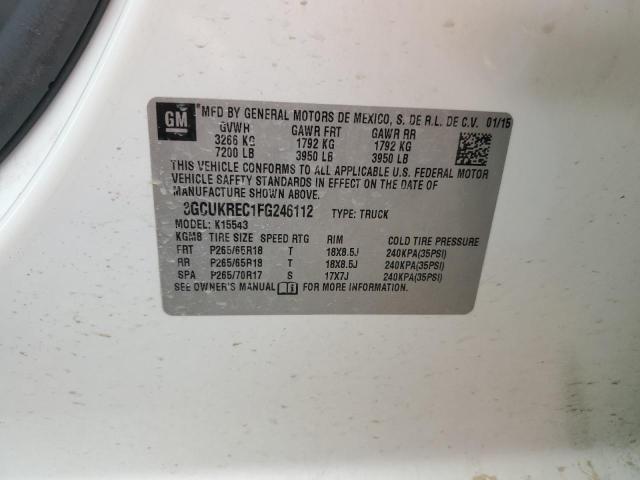 GM
MFD BY GENERAL MOTORS DE MEXICO, S. DE R.L. DE C.V. 01/15
GVWR GAWR FRT GAWR RR
3266 KG 1792 KG 1792 KG
7200 LB 3950 LB 3950 LB
THIS VEHICLE CONFORMS TO ALL APPLICABLE U.S. FEDERAL MOTOR
VEHICLE SAFETY STANDARDS IN EFFECT ON THE DATE OF
MANUFACTURE SHOWN ABOVE.
3GCUKREC1FG246112 TYPE: TRUCK
MODEL: K15543
KGMB TIRE SIZE SPEED RTG RIM COLD TIRE PRESSURE
FRT P265/65R18 T 18X8.5J 240KPA(35PSI)
RR P265/65R18 T 18X8.5J 240KPA(35PSI)
SPA P265/70R17 S 17X7J 240KPA(35PSI)
SEE OWNER'S MANUAL FOR MORE INFORMATION.